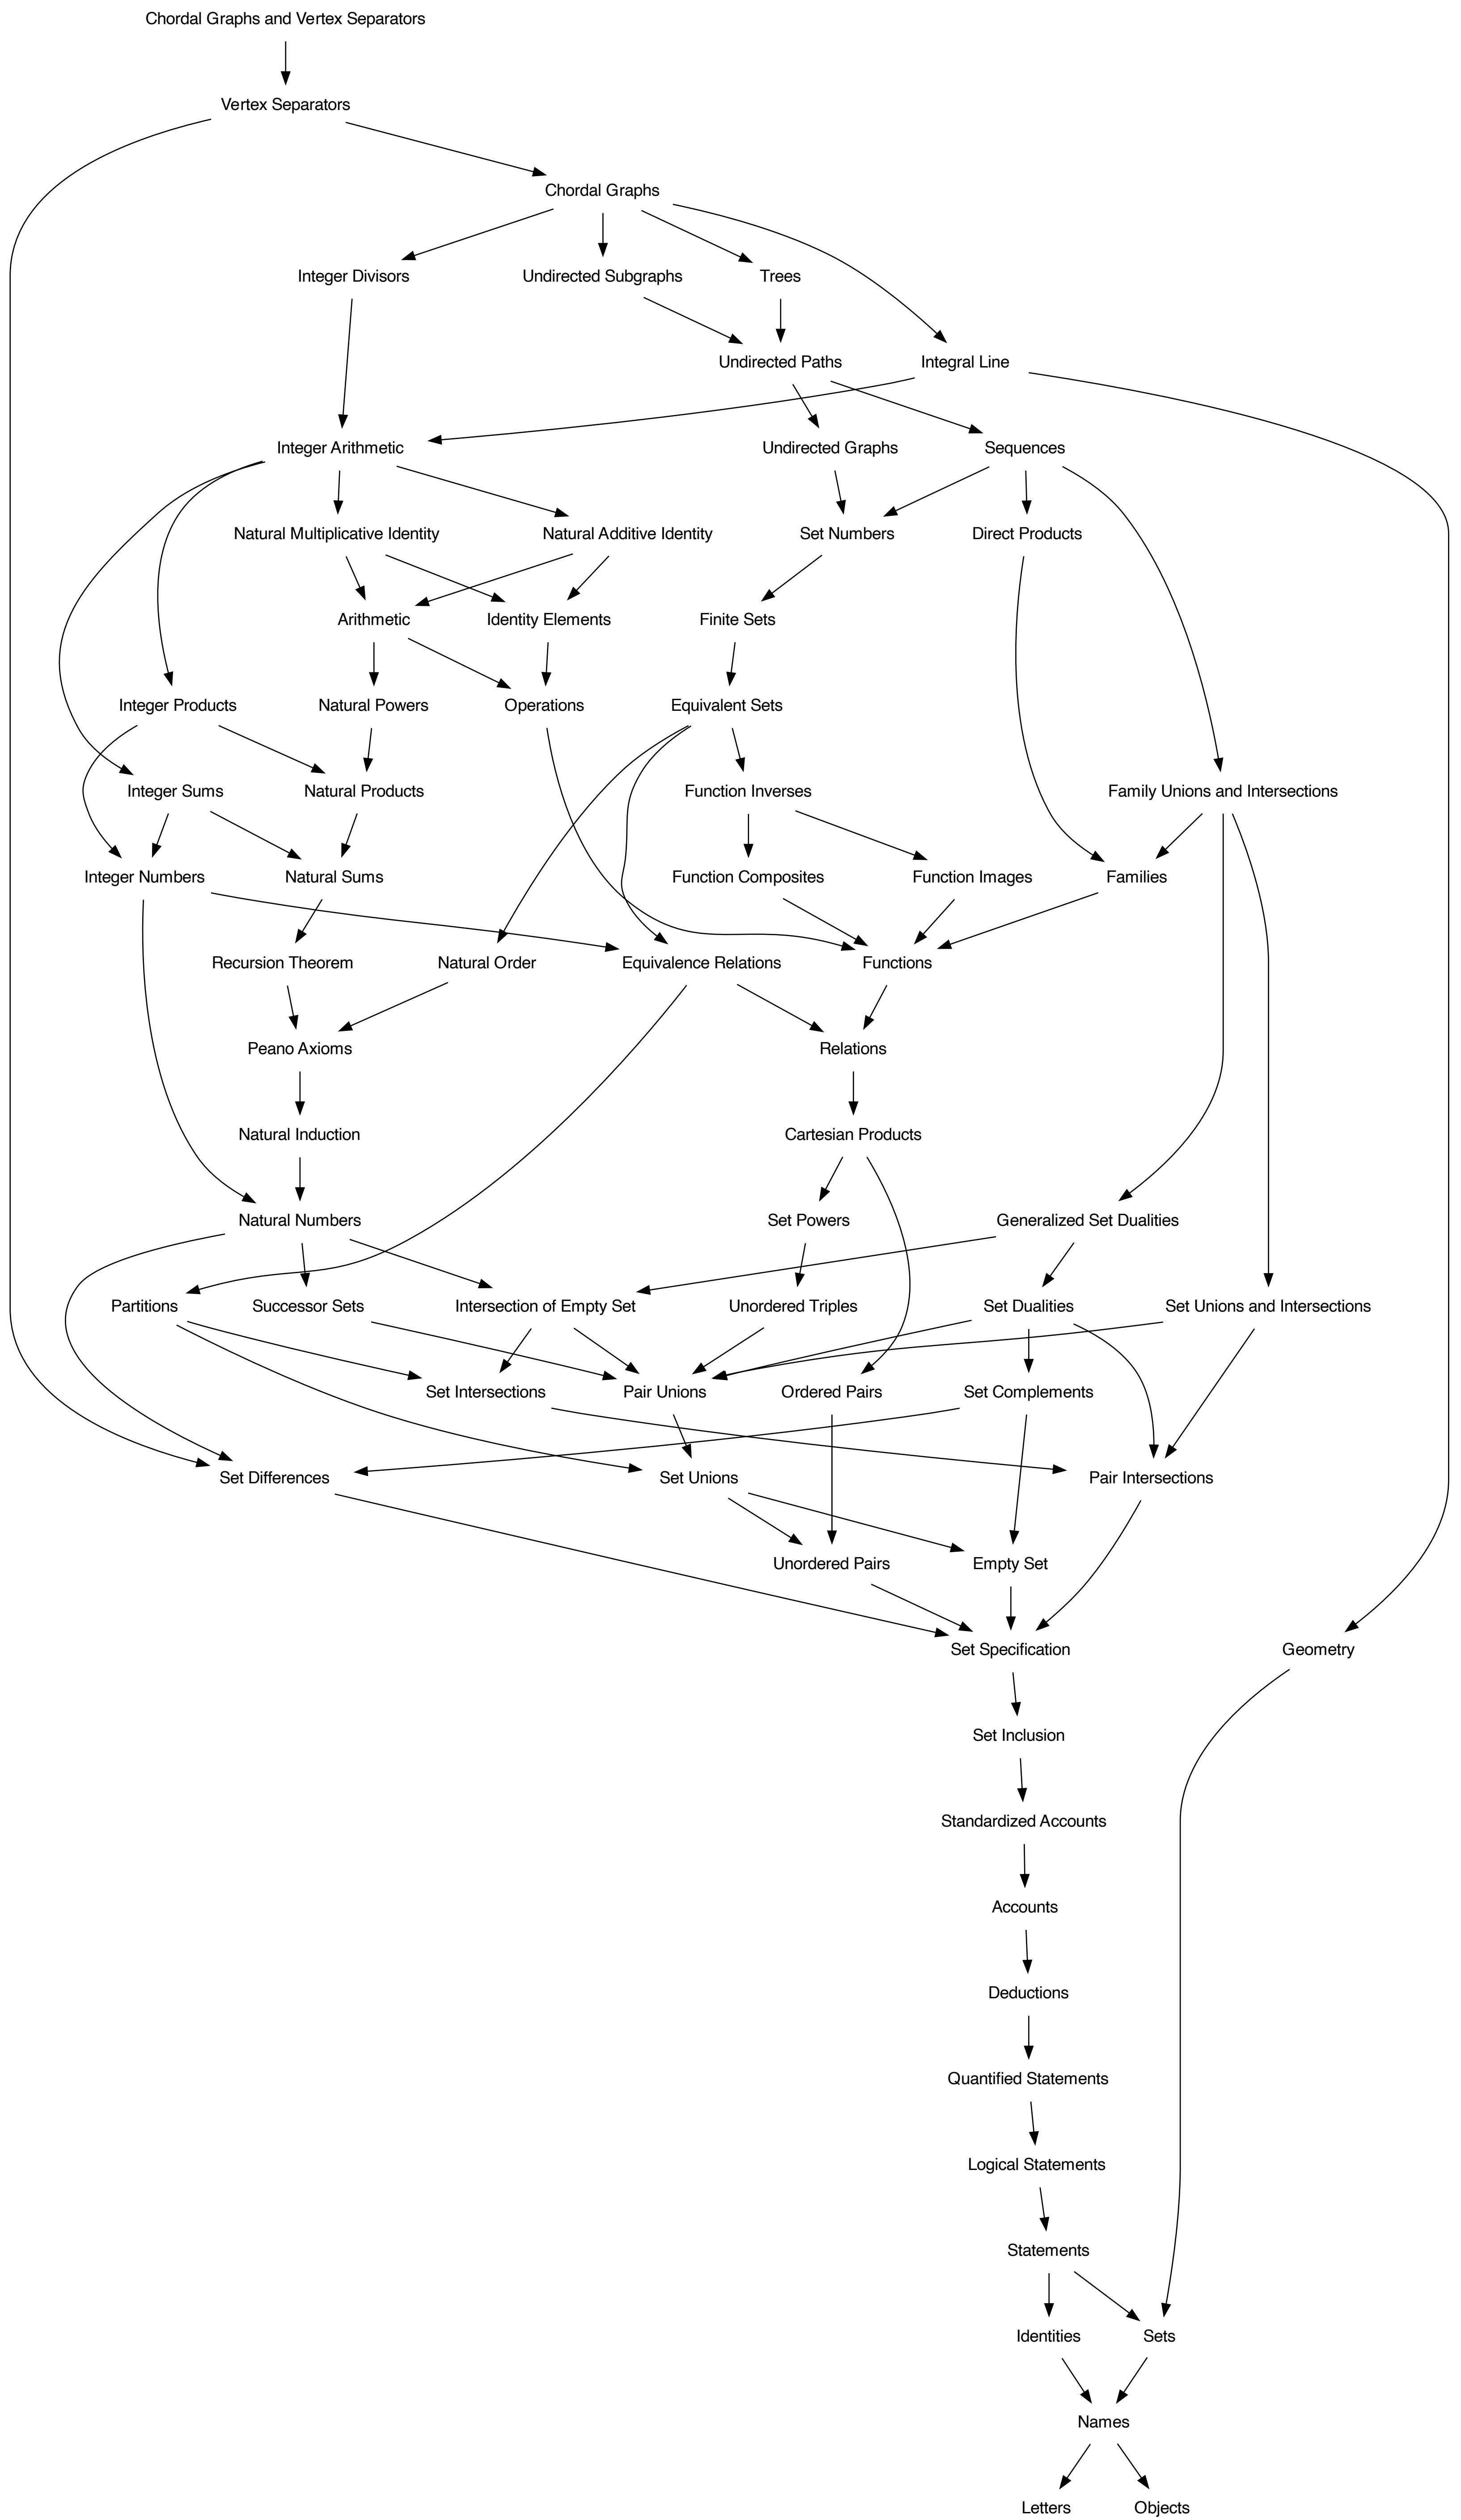 Chordal Graphs and Vertex Separators
Vertex Separators
Chordal Graphs
Integer Divisors
Undirected Subgraphs
Trees
Undirected Paths
Integral Line
Integer Arithmetic
Undirected Graphs
Sequences
Natural Multiplicative Identity
Natural Additive Identity
Set Numbers
Direct Products
Arithmetic
Identity Elements
Finite Sets
Integer Products
Natural Powers
Operations
Equivalent Sets
Integer Sums
Natural Products
Function Inverses
Family Unions and Intersections
Integer Numbers
Natural Sums
Function Composites
Function Images
Families
Recursion Theorem
Natural Order
Equivalence Relations
Functions
Peano Axioms
Relations
Natural Induction
Cartesian Products
Natural Numbers
Set Powers
Generalized Set Dualities
Partitions
Successor Sets
Intersection of Empty Set
Unordered Triples
Set Dualities
Set Unions and Intersections
Set Intersections
Pair Unions
Ordered Pairs
Set Complements
Set Differences
Set Unions
Pair Intersections
Unordered Pairs
Empty Set
Set Specification
Geometry
Set Inclusion
Standardized Accounts
Accounts
Deductions
Quantified Statements
Logical Statements
Statements
Identities
Sets
Names
Letters
Objects